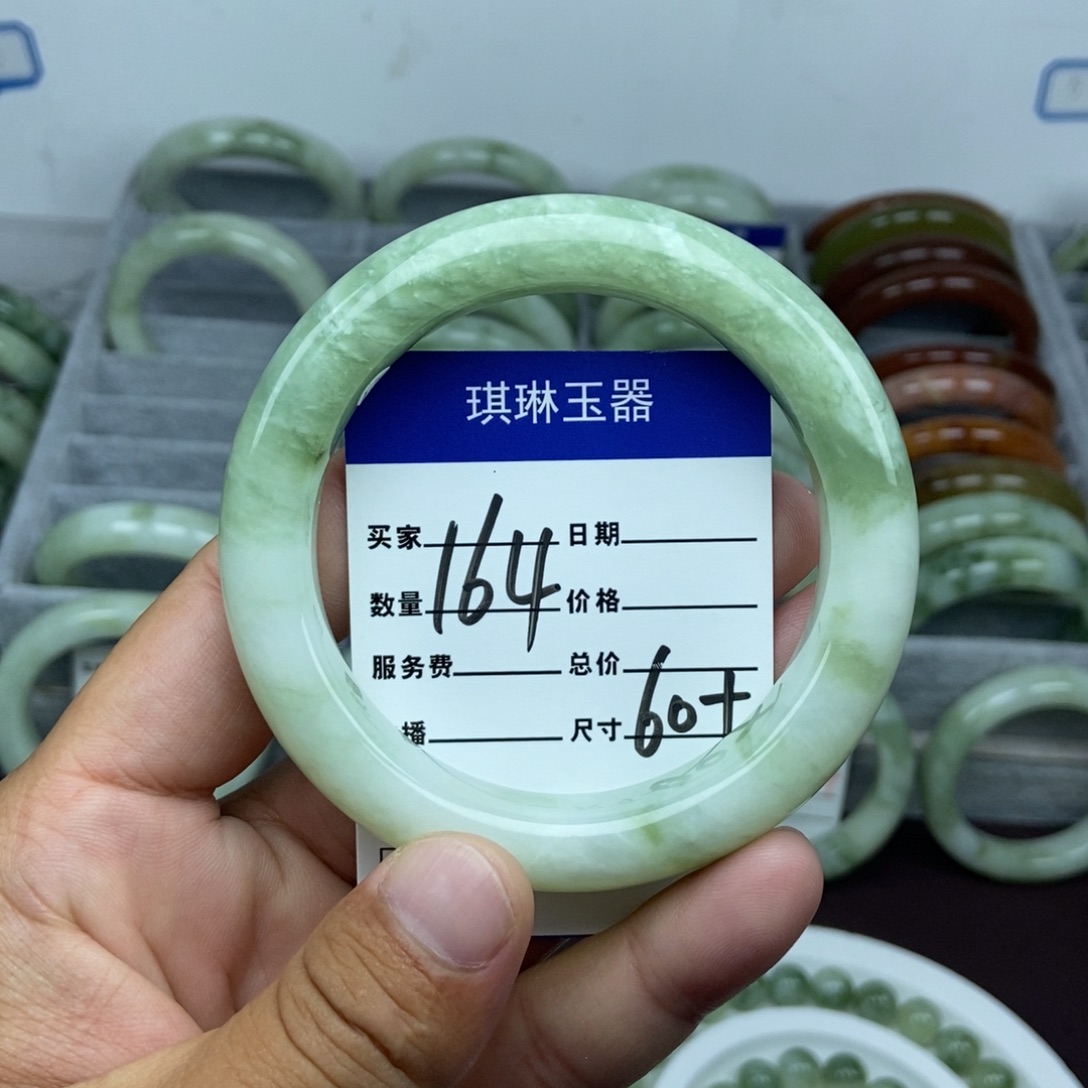 琪琳玉器
买家 日期
164
数量 价格
服务费 总价
60+
播 尺寸